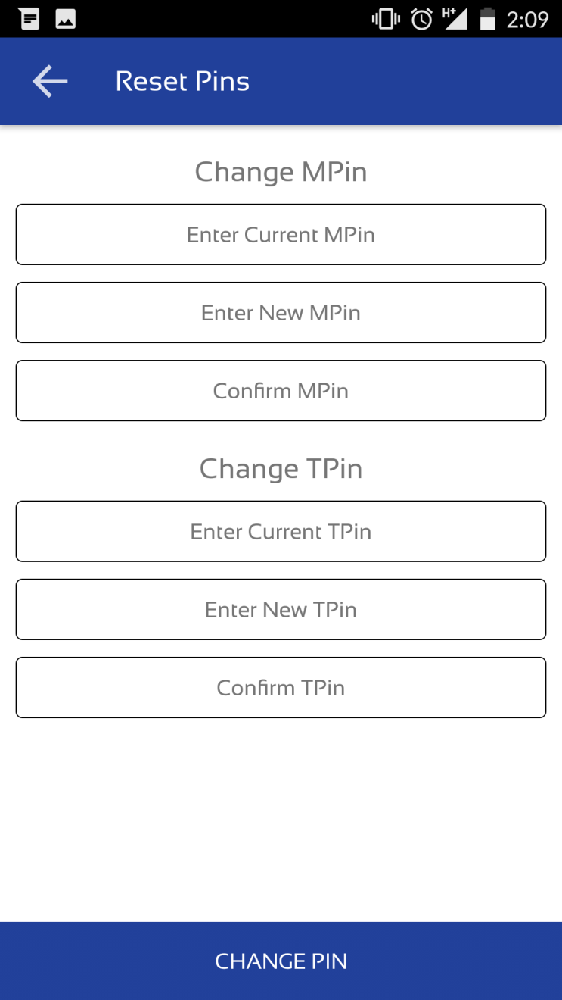 H+ 2:09
Reset Pins
Change MPin
Enter Current MPin
Enter New MPin
Confirm MPin
Change TPin
Enter Current TPin
Enter New TPin
Confirm TPin
CHANGE PIN